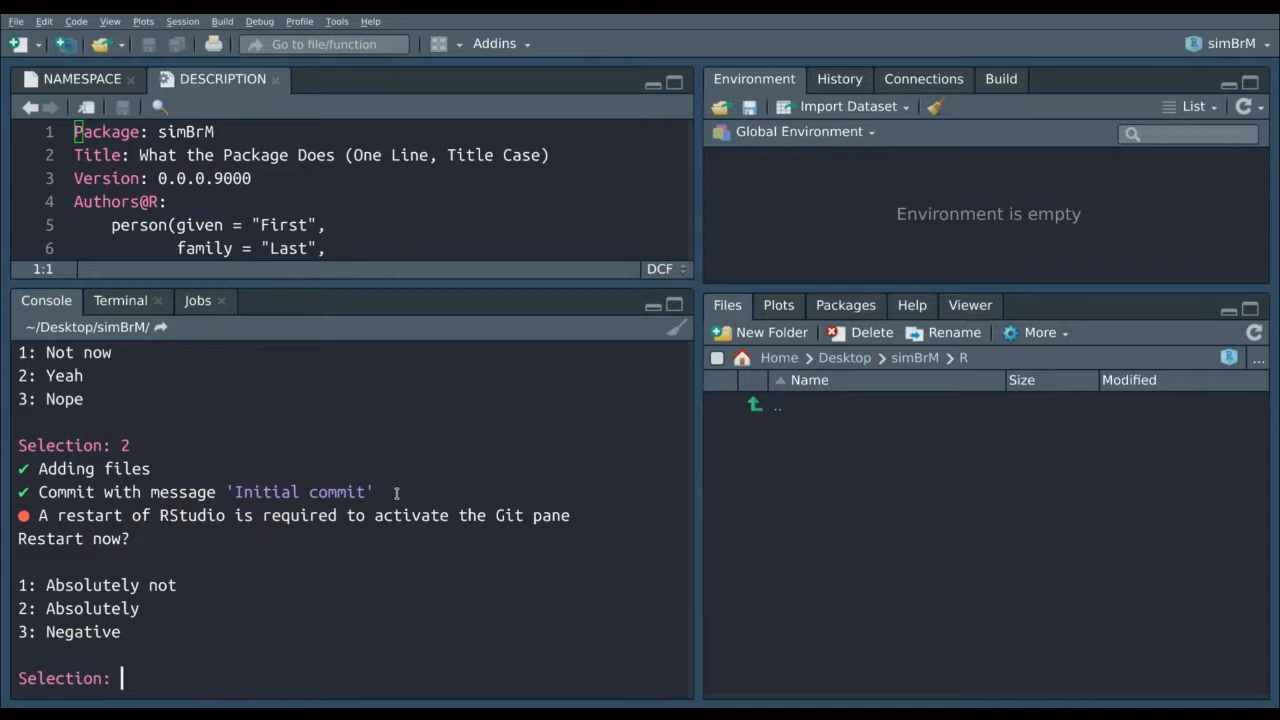 File Edit Code View Plots Session Build Debug Profile Tools Help
Go to file/function Addins simBrM
NAMESPACE DESCRIPTION
1 Package: simBrM
2 Title: What the Package Does (One Line, Title Case)
3 Version: 0.0.0.9000
4 Authors@R:
5 person(given = "First",
6 family = "Last",
1:1 DCF
Console Terminal Jobs
~/Desktop/simBrM/
1: Not now
2: Yeah
3: Nope
Selection: 2
✔ Adding files
✔ Commit with message 'Initial commit'
● A restart of RStudio is required to activate the Git pane
Restart now?
1: Absolutely not
2: Absolutely
3: Negative
Selection:
Environment History Connections Build
Import Dataset List
Global Environment
Environment is empty
Files Plots Packages Help Viewer
New Folder Delete Rename More
Home Desktop simBrM R ...
Name Size Modified
..